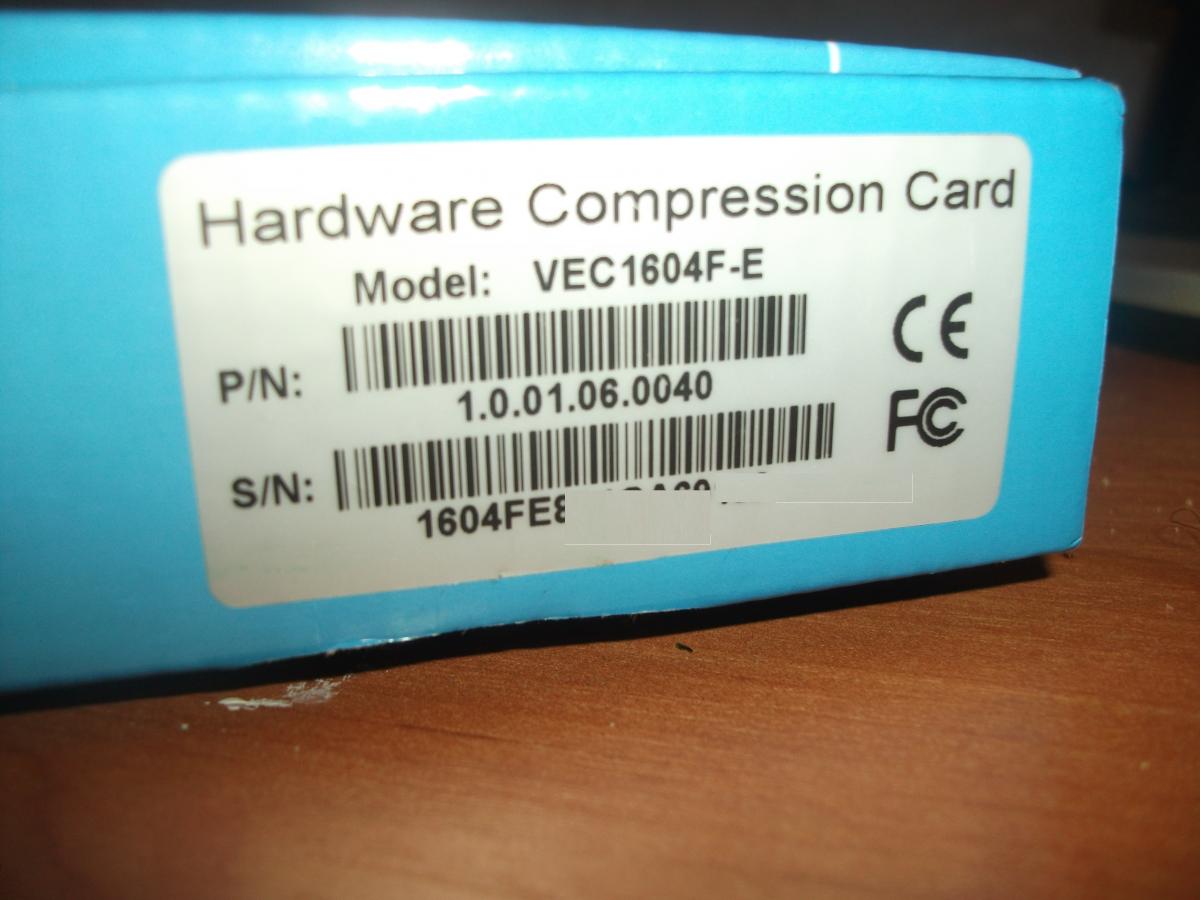 Hardware Compression Card
Model: VEC1604F-E
P/N:
1.0.01.06.0040
CE
FC
S/N: